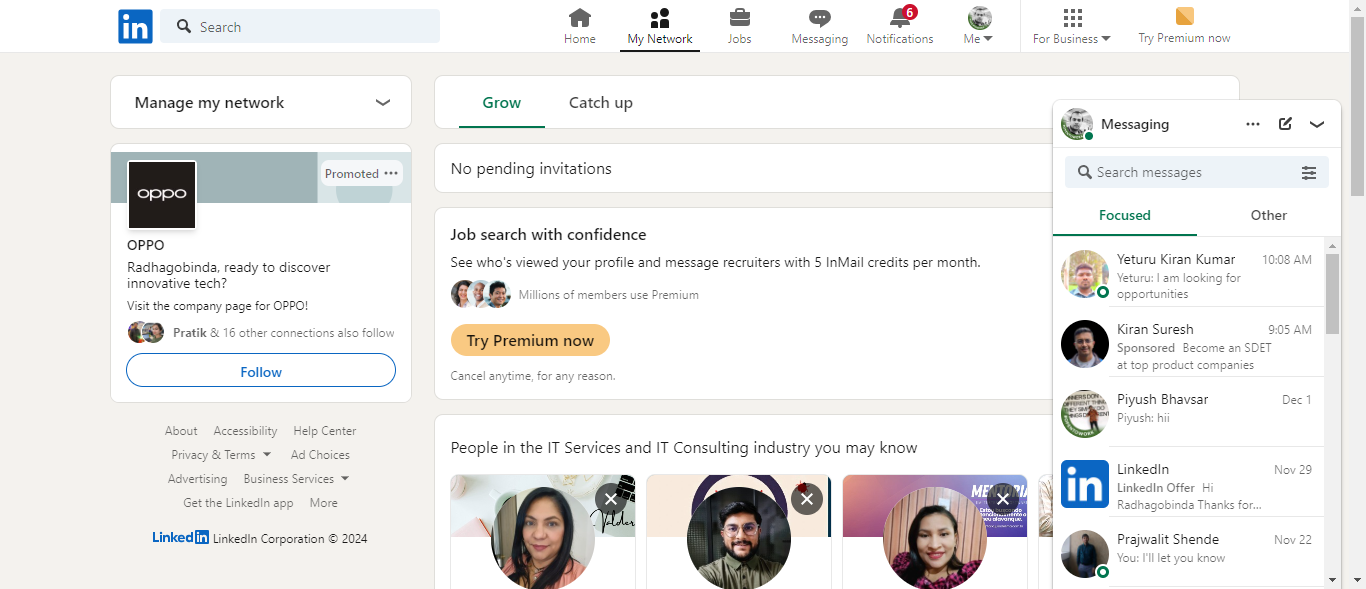 in
Search
Home
My Network
Jobs
Messaging
6
Notifications
Me
For Business
Try Premium now
Manage my network
Grow
Catch up
No pending invitations
Promoted
oppo
OPPO
Radhagobinda, ready to discover
innovative tech?
Visit the company page for OPPO!
Pratik & 16 other connections also follow
Follow
About
Accessibility
Help Center
Privacy & Terms
Ad Choices
Advertising
Business Services
Get the LinkedIn app
More
LinkedIn LinkedIn Corporation © 2024
Job search with confidence
See who's viewed your profile and message recruiters with 5 InMail credits per month.
Millions of members use Premium
Try Premium now
Cancel anytime, for any reason.
People in the IT Services and IT Consulting industry you may know
Messaging
Search messages
Focused
Other
Yeturu Kiran Kumar
10:08 AM
Yeturu: I am looking for
opportunities
Kiran Suresh
9:05 AM
Sponsored Become an SDET
at top product companies
Piyush Bhavsar
Dec 1
Piyush: hii
in
LinkedIn
Nov 29
LinkedIn Offer Hi
Radhagobinda Thanks for...
Prajwalit Shende
Nov 22
You: I'll let you know